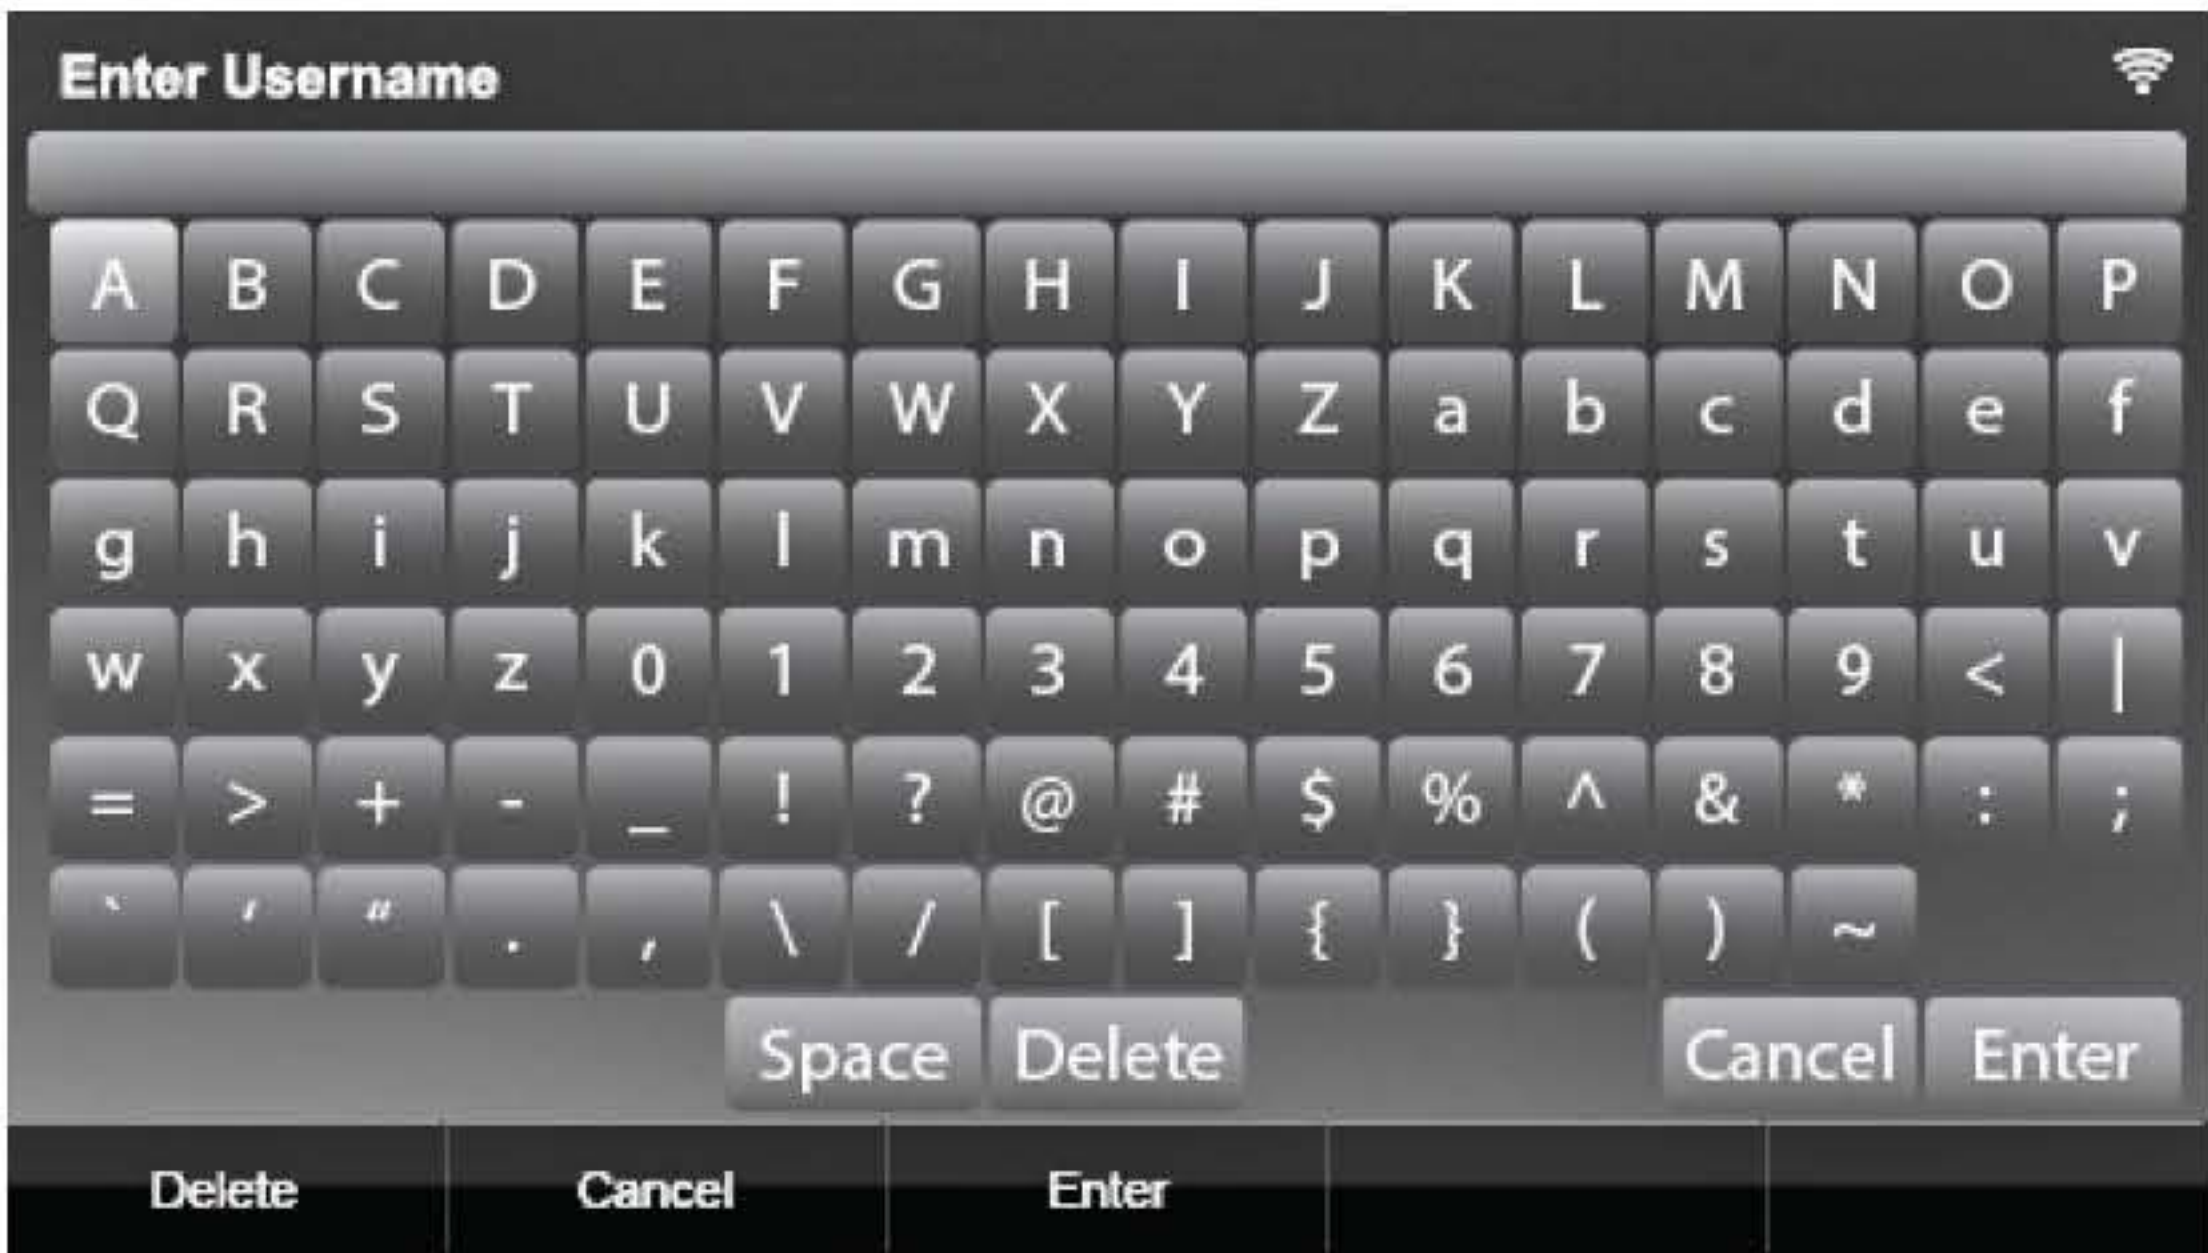 Enter Username
A B C D E F G H I J K L M N O P
Q R S T U V W X Y Z a b c d e f
g h i j k l m n o p q r s t u v
w x y z 0 1 2 3 4 5 6 7 8 9 < |
= > + - _ ! ? @ # $ % ^ & * : ;
` ' " . , \ / [ ] { } ( ) ~
Space Delete Cancel Enter
Delete Cancel Enter